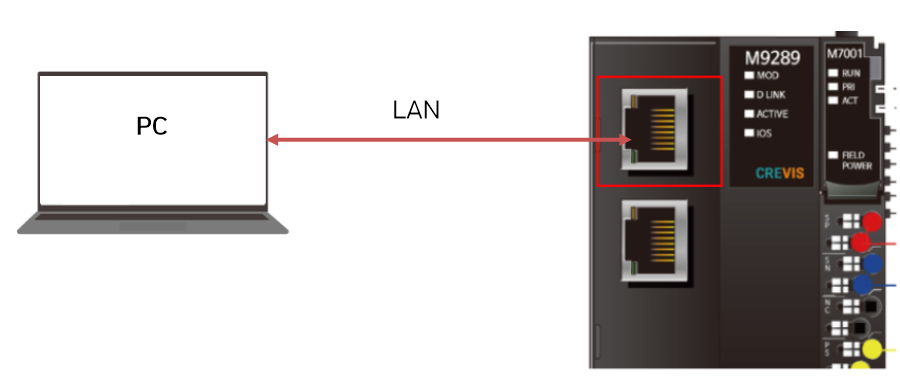 PC
LAN
M9289
MOD
D LINK
ACTIVE
IOS
CREVIS
M7001
RUN
PRI
ACT
FIELD
POWER